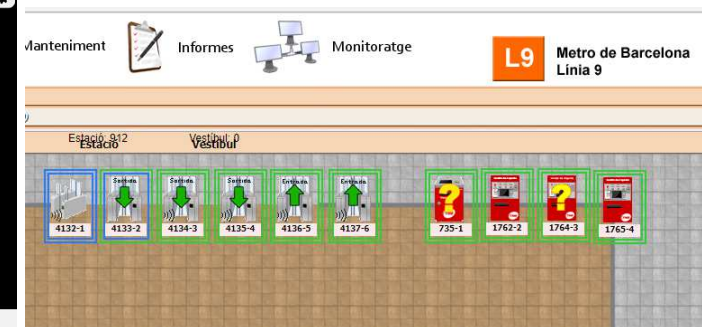 Manteniment
Informes
Monitoratge
L9
Metro de Barcelona
Línia 9
Estació: 912
Vestíbul: 0
Estació
Vestíbul
Sortida
Sortida
Sortida
Entrada
Entrada
4132-1
4133-2
4134-3
4135-4
4136-5
4137-6
735-1
1762-2
1764-3
1765-4